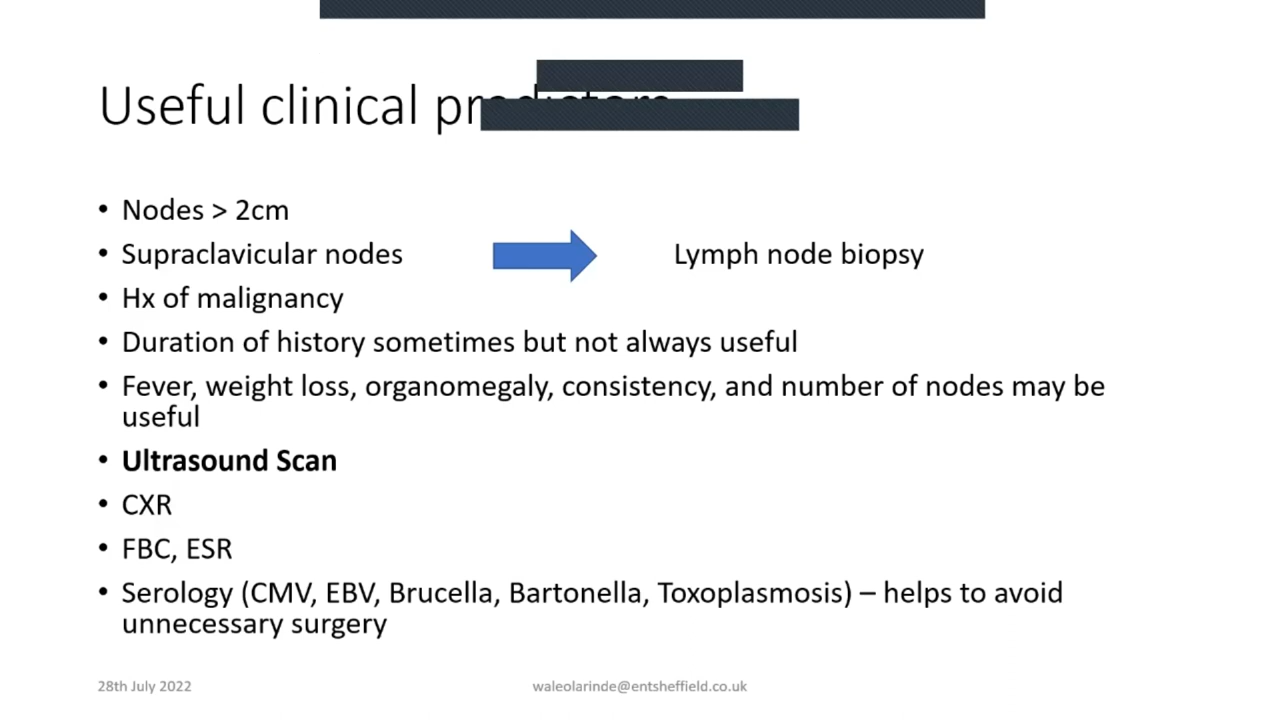 Useful clinical
• Nodes > 2cm
• Supraclavicular nodes
Lymph node biopsy
• Hx of malignancy
• Duration of history sometimes but not always useful
• Fever, weight loss, organomegaly, consistency, and number of nodes may be
useful
• Ultrasound Scan
• CXR
• FBC, ESR
• Serology (CMV, EBV, Brucella, Bartonella, Toxoplasmosis) – helps to avoid
unnecessary surgery
28th July 2022
waleolarinde@entsheffield.co.uk